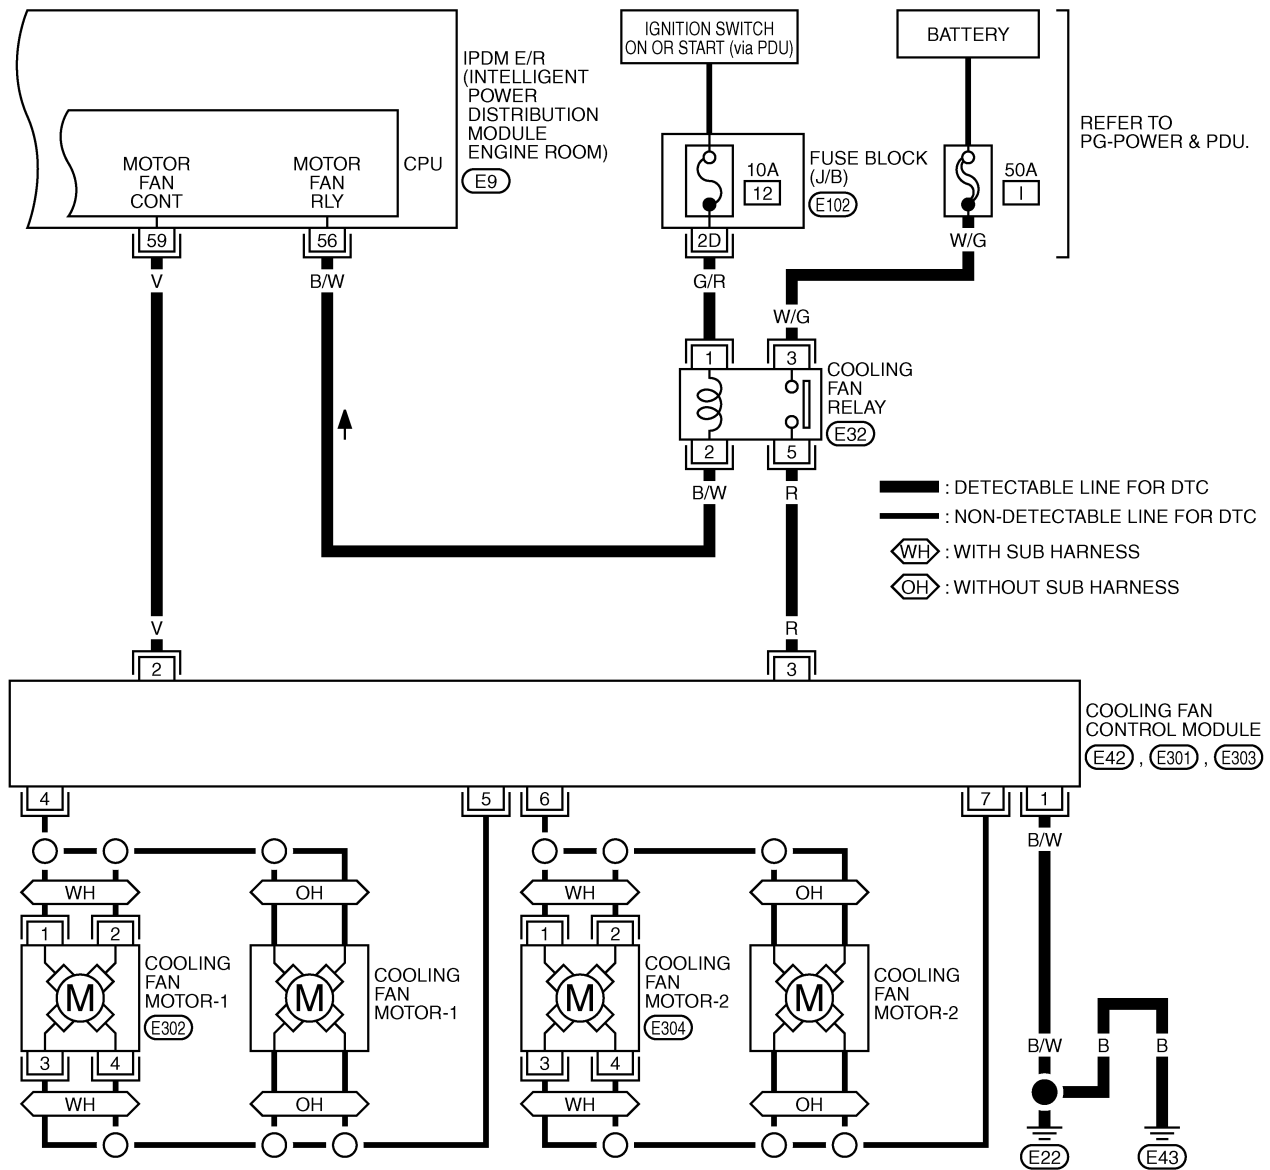 IPDM E/R
(INTELLIGENT
POWER
DISTRIBUTION
MODULE
ENGINE ROOM)
E9
CPU
MOTOR
FAN
CONT
MOTOR
FAN
RLY
59
56
V
B/W
IGNITION SWITCH
ON OR START (via PDU)
BATTERY
REFER TO
PG-POWER & PDU.
10A
12
FUSE BLOCK
(J/B)
E102
50A
I
2D
G/R
W/G
W/G
1
3
COOLING
FAN
RELAY
E32
2
5
B/W
R
: DETECTABLE LINE FOR DTC
: NON-DETECTABLE LINE FOR DTC
WH : WITH SUB HARNESS
OH : WITHOUT SUB HARNESS
V
R
2
3
COOLING FAN
CONTROL MODULE
E42 , E301 , E303
4
5
6
7
1
B/W
WH
OH
WH
OH
1
2
1
2
M
COOLING
FAN
MOTOR-1
E302
M
COOLING
FAN
MOTOR-1
M
COOLING
FAN
MOTOR-2
E304
M
COOLING
FAN
MOTOR-2
3
4
3
4
B/W
B
B
WH
OH
WH
OH
E22
E43